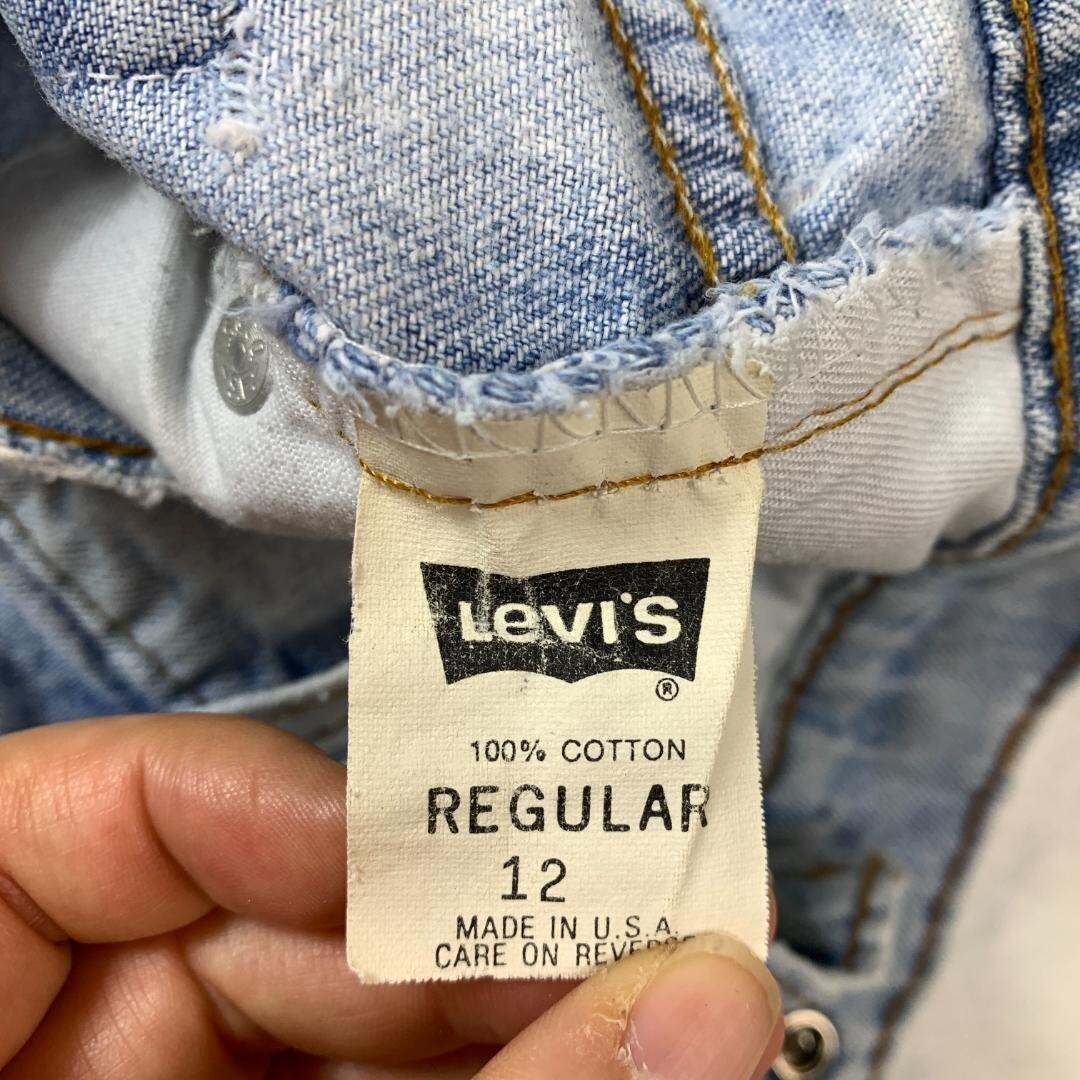 Levi's
®
100% COTTON
REGULAR
12
MADE IN U.S.A.
CARE ON REVERSE